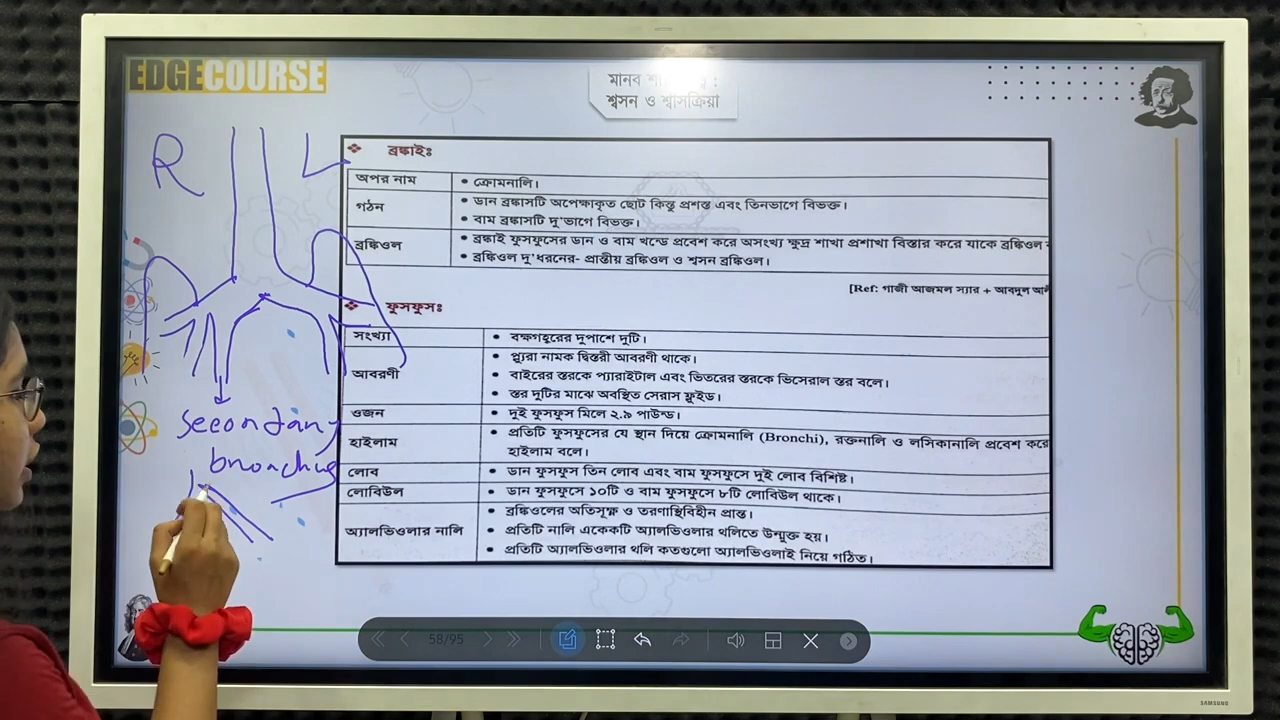 EDGECOURSE
মানব শা :
শ্বসন ও শ্বাসক্রিয়া
R L
❖ ব্রঙ্কাইঃ
অপর নাম • ক্রোমনালি।
গঠন • ডান ব্রঙ্কাসটি অপেক্ষাকৃত ছোট কিন্তু প্রশস্ত এবং তিনভাগে বিভক্ত।
• বাম ব্রঙ্কাসটি দু'ভাগে বিভক্ত।
ব্রঙ্কিওল • ব্রঙ্কাই ফুসফুসের ডান ও বাম খন্ডে প্রবেশ করে অসংখ্য ক্ষুদ্র শাখা প্রশাখা বিস্তার করে যাকে ব্রঙ্কিওল
• ব্রঙ্কিওল দু'ধরনের- প্রান্তীয় ব্রঙ্কিওল ও শ্বসন ব্রঙ্কিওল।
[Ref: গাজী আজমল স্যার + আবদুল আলী
❖ ফুসফুসঃ
সংখ্যা • বক্ষগহ্বরের দুপাশে দুটি।
আবরণী • প্ল্যুরা নামক দ্বিস্তরী আবরণী থাকে।
• বাইরের স্তরকে প্যারাইটাল এবং ভিতরের স্তরকে ভিসেরাল স্তর বলে।
• স্তর দুটির মাঝে অবস্থিত সেরাস ফ্লুইড।
ওজন • দুই ফুসফুস মিলে ২.৯ পাউন্ড।
হাইলাম • প্রতিটি ফুসফুসের যে স্থান দিয়ে ক্রোমনালি (Bronchi), রক্তনালি ও লসিকানালি প্রবেশ করে
হাইলাম বলে।
লোব • ডান ফুসফুস তিন লোব এবং বাম ফুসফুসে দুই লোব বিশিষ্ট।
লোবিউল • ডান ফুসফুসে ১০টি ও বাম ফুসফুসে ৮টি লোবিউল থাকে।
অ্যালভিওলার নালি • ব্রঙ্কিওলের অতিসূক্ষ্ম ও তরণাস্থিবিহীন প্রান্ত।
• প্রতিটি নালি একেকটি অ্যালভিওলার থলিতে উন্মুক্ত হয়।
• প্রতিটি অ্যালভিওলার থলি কতগুলো অ্যালভিওলাই নিয়ে গঠিত।
secondary
bronchus
58/95
SAMSUNG